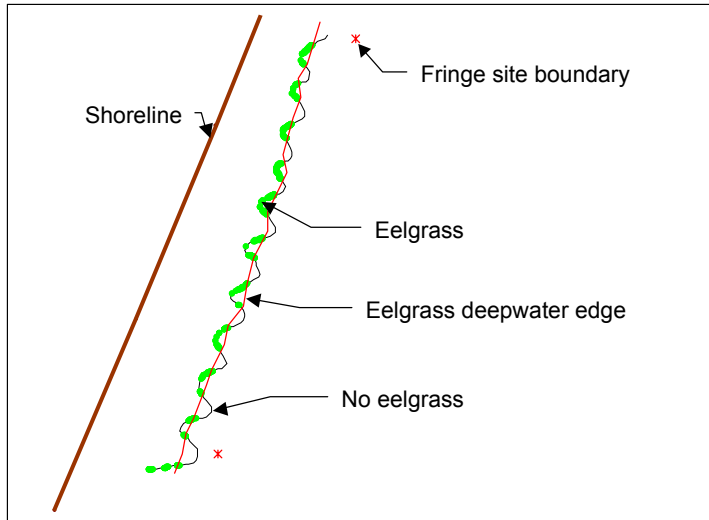 Fringe site boundary
Shoreline
Eelgrass
Eelgrass deepwater edge
No eelgrass